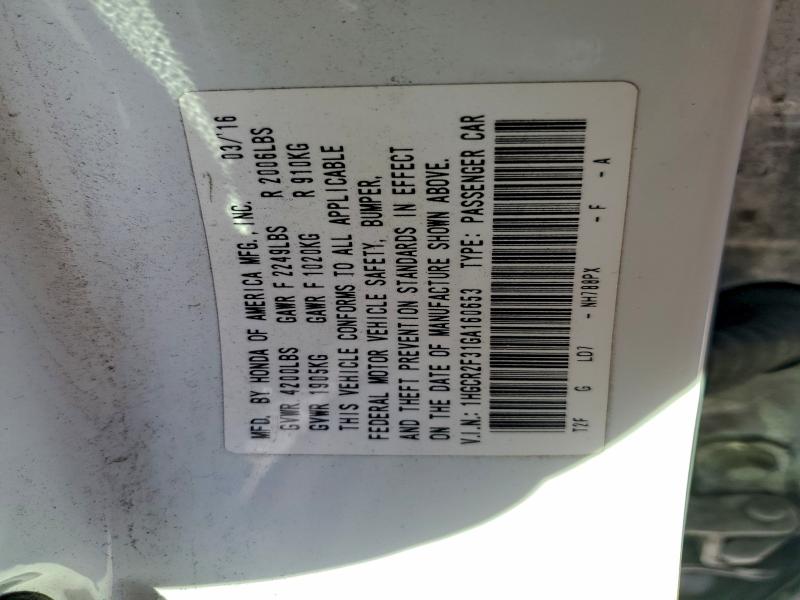 MFD. BY HONDA OF AMERICA MFG., INC. 03/'16
GVWR 4200LBS GAWR F 2249LBS R 2006LBS
GVWR 1905KG GAWR F 1020KG R 910KG
THIS VEHICLE CONFORMS TO ALL APPLICABLE
FEDERAL MOTOR VEHICLE SAFETY, BUMPER,
AND THEFT PREVENTION STANDARDS IN EFFECT
ON THE DATE OF MANUFACTURE SHOWN ABOVE.
V.I.N.: 1HGCR2F31GA160653 TYPE: PASSENGER CAR
T2F G LD7 - NH788PX - F - A